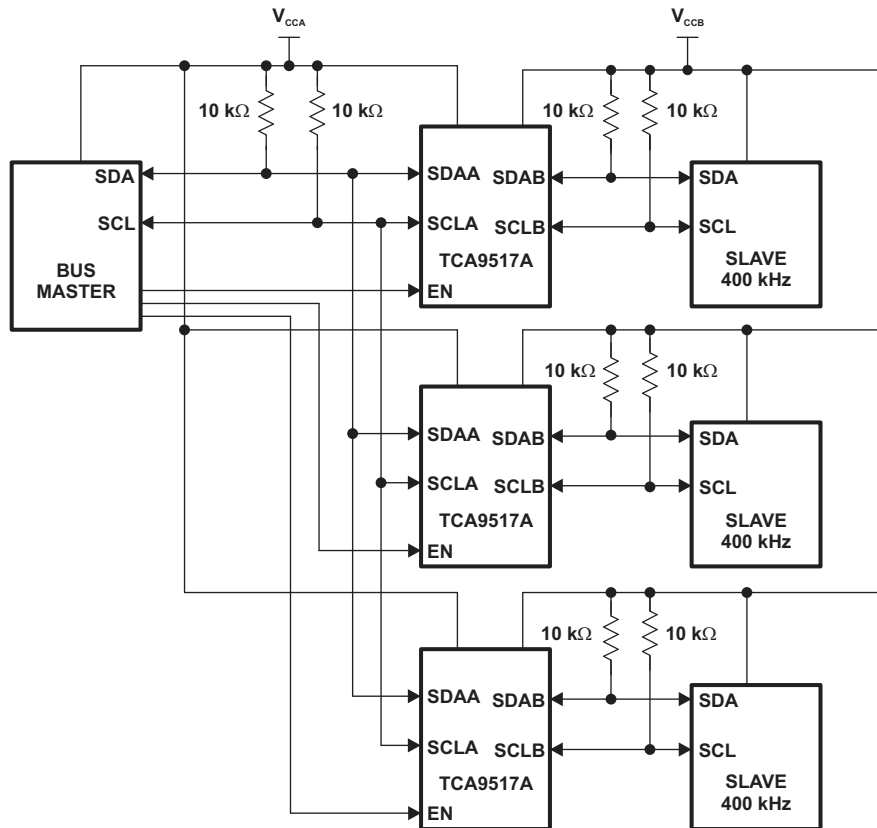 V CCA
V CCB
10 kΩ 10 kΩ 10 kΩ 10 kΩ
SDA
SCL
BUS
MASTER
SDAA SDAB
SCLA SCLB
TCA9517A
EN
SDA
SCL
SLAVE
400 kHz
10 kΩ 10 kΩ
SDAA SDAB
SCLA SCLB
TCA9517A
EN
SDA
SCL
SLAVE
400 kHz
10 kΩ 10 kΩ
SDAA SDAB
SCLA SCLB
TCA9517A
EN
SDA
SCL
SLAVE
400 kHz